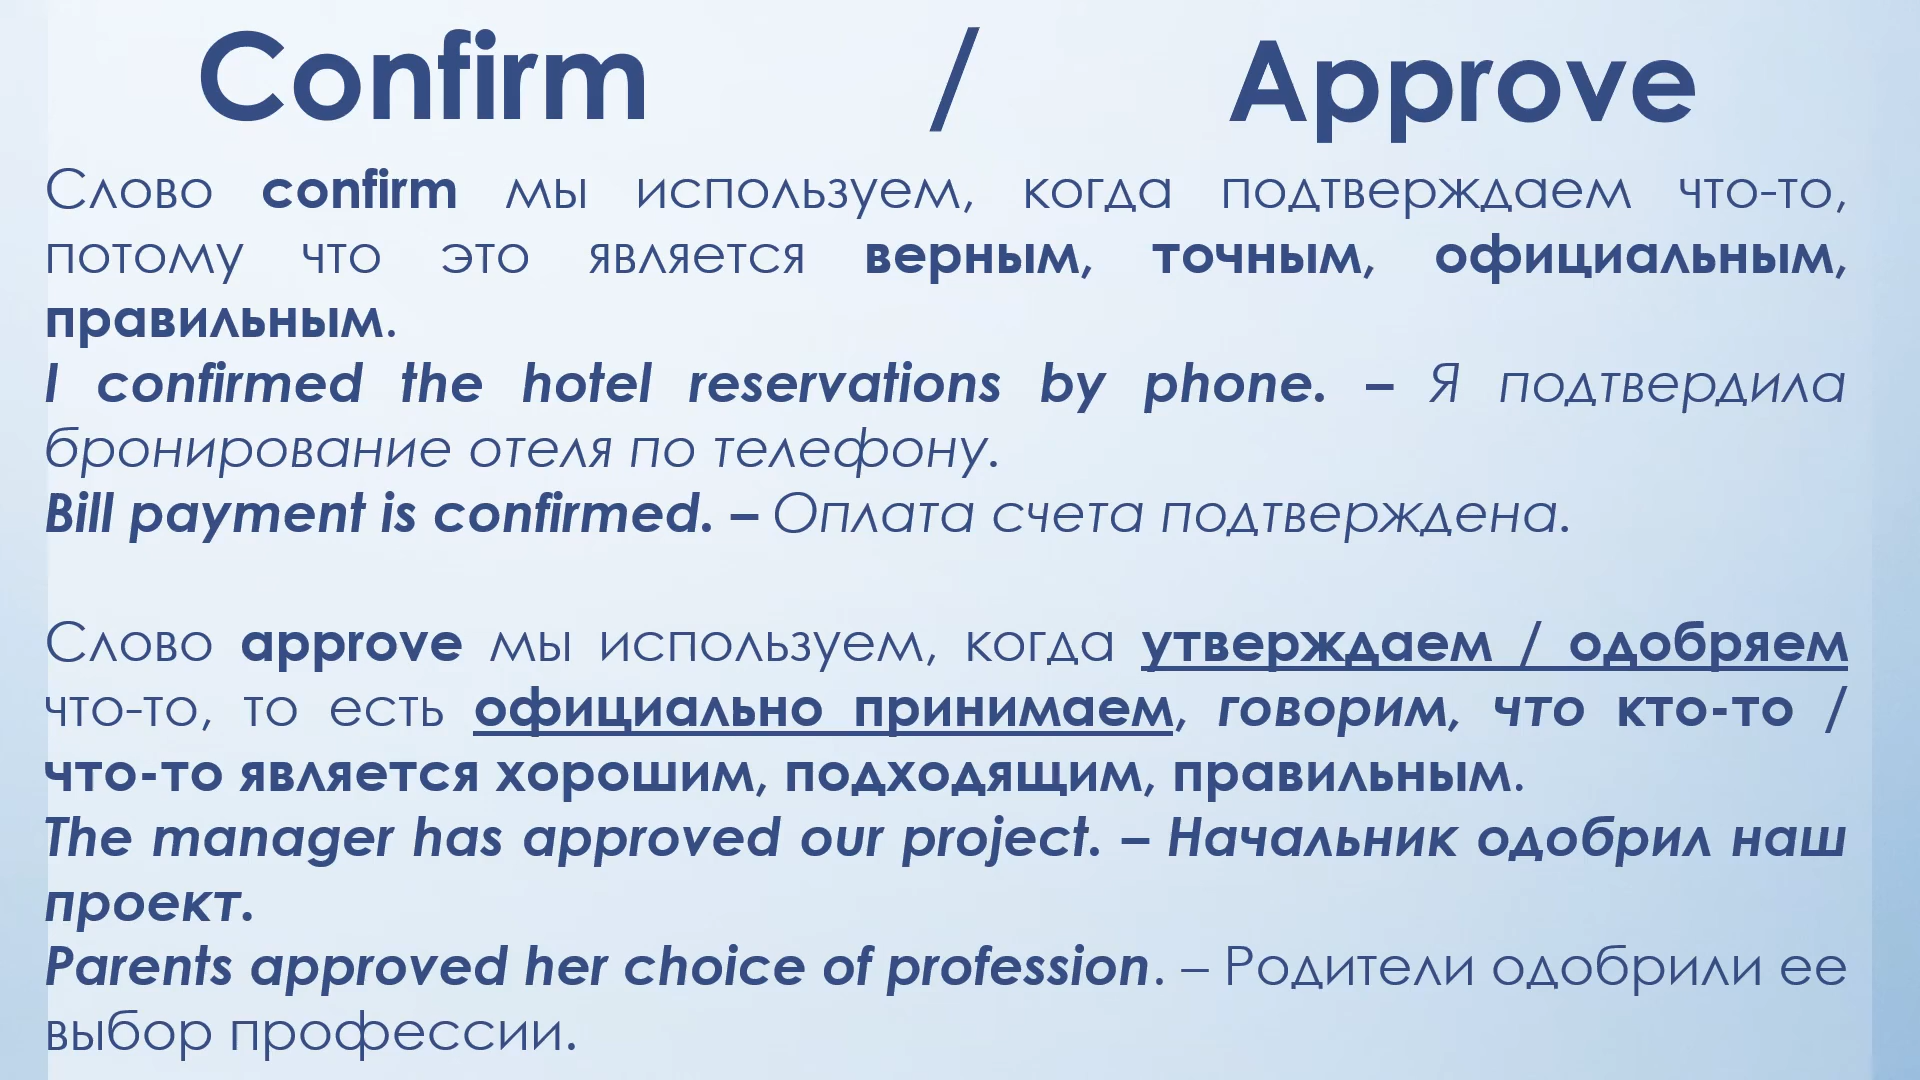 Confirm / Approve
Слово confirm мы используем, когда подтверждаем что-то,
потому что это является верным, точным, официальным,
правильным.
I confirmed the hotel reservations by phone. – Я подтвердила
бронирование отеля по телефону.
Bill payment is confirmed. – Оплата счета подтверждена.
Слово approve мы используем, когда утверждаем / одобряем
что-то, то есть официально принимаем, говорим, что кто-то /
что-то является хорошим, подходящим, правильным.
The manager has approved our project. – Начальник одобрил наш
проект.
Parents approved her choice of profession. – Родители одобрили ее
выбор профессии.